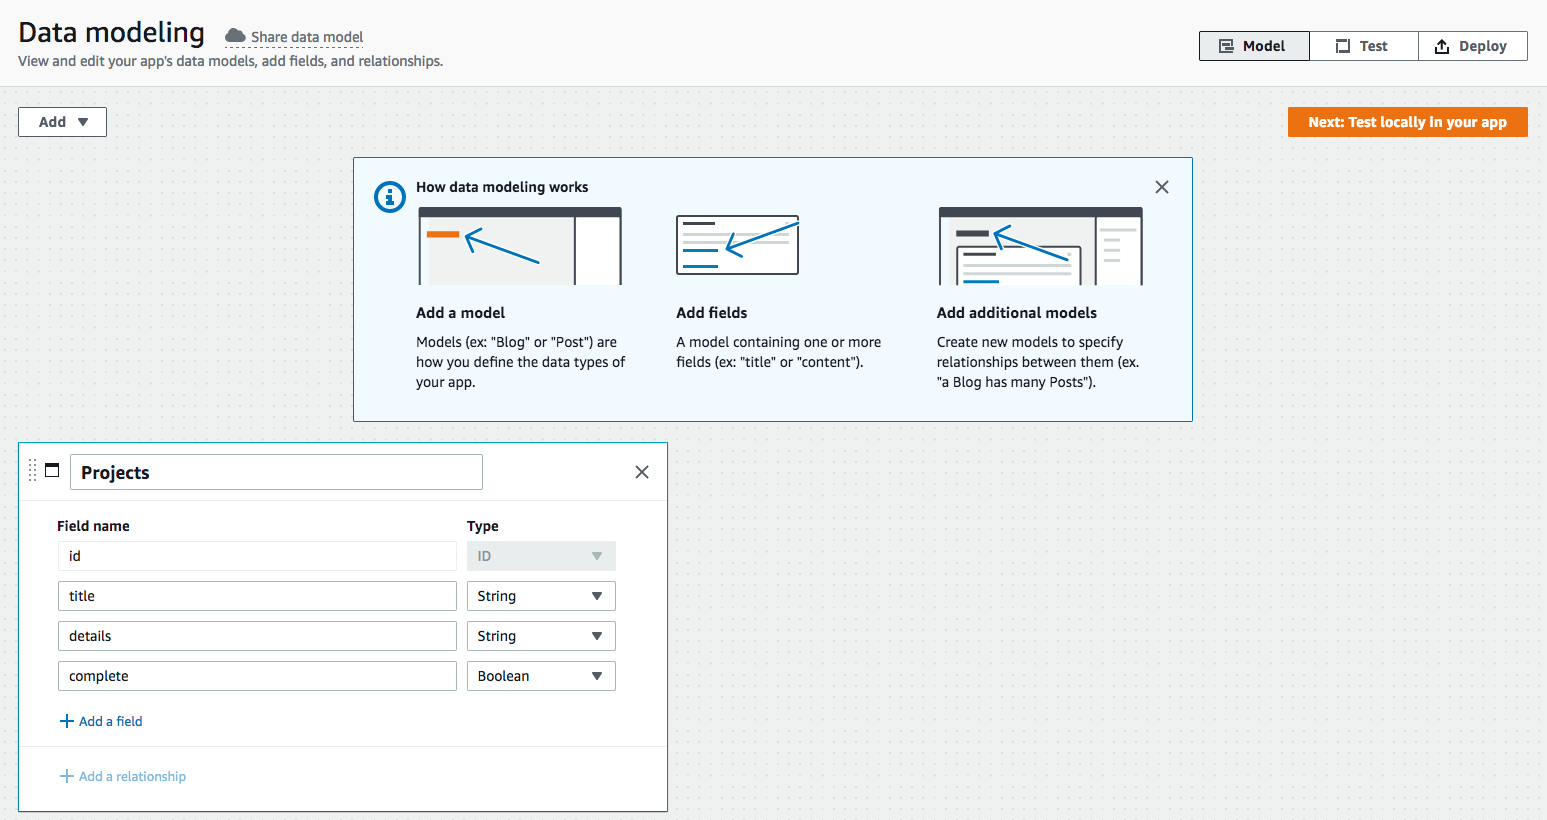 Data modeling
Share data model
View and edit your app's data models, add fields, and relationships.
Model
Test
Deploy
Add
Next: Test locally in your app
How data modeling works
Add a model
Models (ex: "Blog" or "Post") are
how you define the data types of
your app.
Add fields
A model containing one or more
fields (ex: "title" or "content").
Add additional models
Create new models to specify
relationships between them (ex.
"a Blog has many Posts").
Projects
Field name Type
id ID
title String
details String
complete Boolean
Add a field
Add a relationship